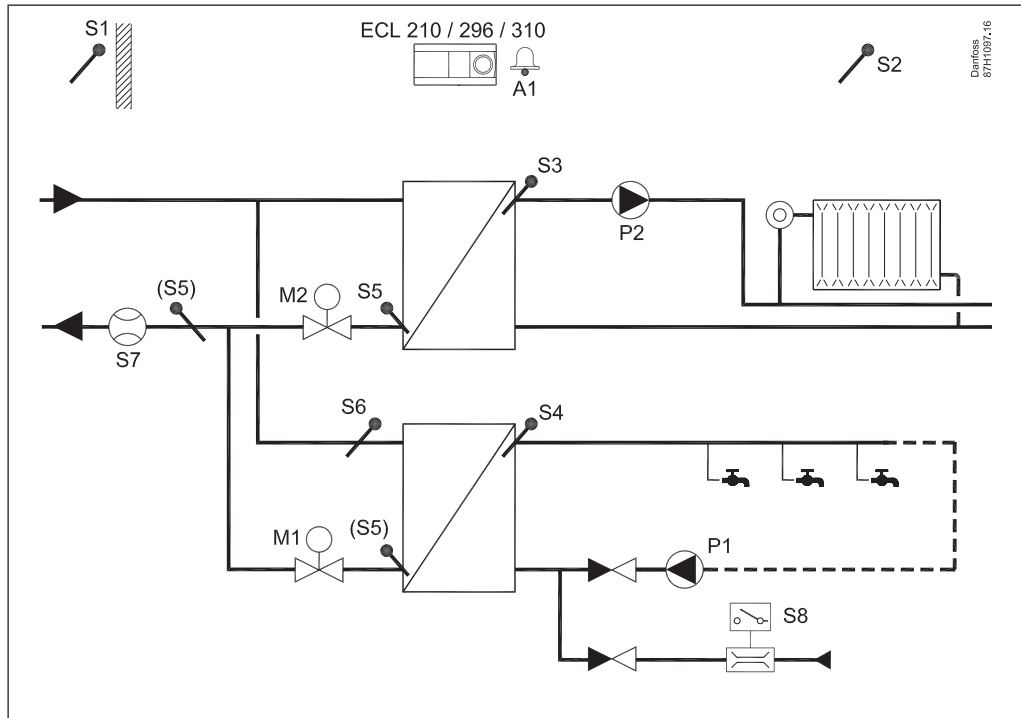 S1
ECL 210 / 296 / 310
A1
S2
Danfoss
87H1097.16
S3
P2
(S5)
M2
S5
S7
S6
S4
M1
(S5)
P1
S8